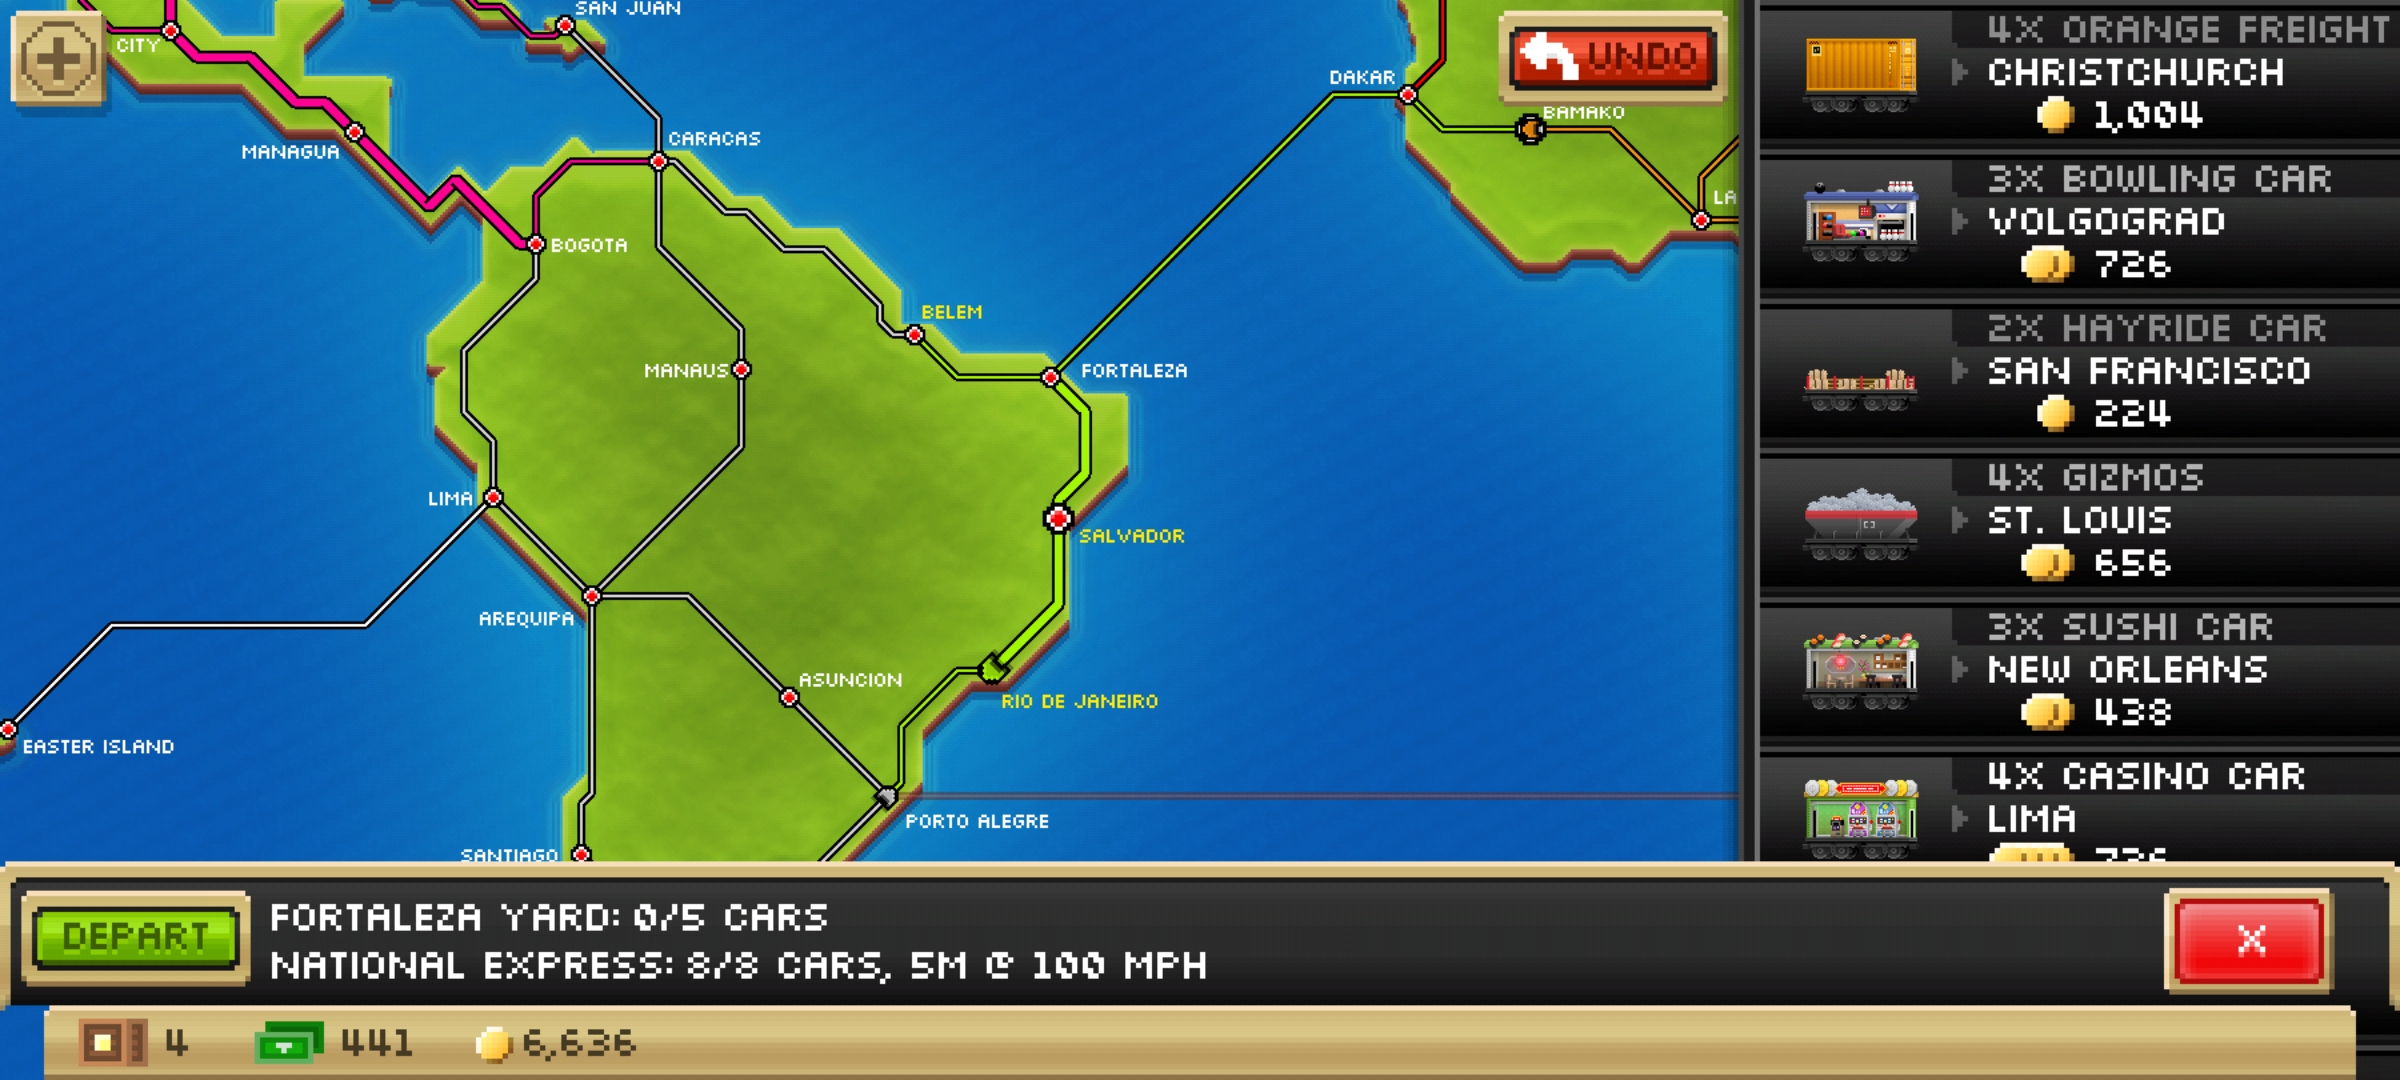 SAN JUAN
CITY
MANAGUA
CARACAS
BOGOTA
BELEM
MANAUS
FORTALEZA
LIMA
SALVADOR
AREQUIPA
ASUNCION
RIO DE JANEIRO
EASTER ISLAND
PORTO ALEGRE
SANTIAGO
DAKAR
BAMAKO
LA
UNDO
4X ORANGE FREIGHT
CHRISTCHURCH
1,004
3X BOWLING CAR
VOLGOGRAD
726
2X HAYRIDE CAR
SAN FRANCISCO
224
4X GIZMOS
ST. LOUIS
656
3X SUSHI CAR
NEW ORLEANS
438
4X CASINO CAR
LIMA
DEPART
FORTALEZA YARD: 0/5 CARS
NATIONAL EXPRESS: 8/8 CARS, 5M @ 100 MPH
X
4
441
6,636